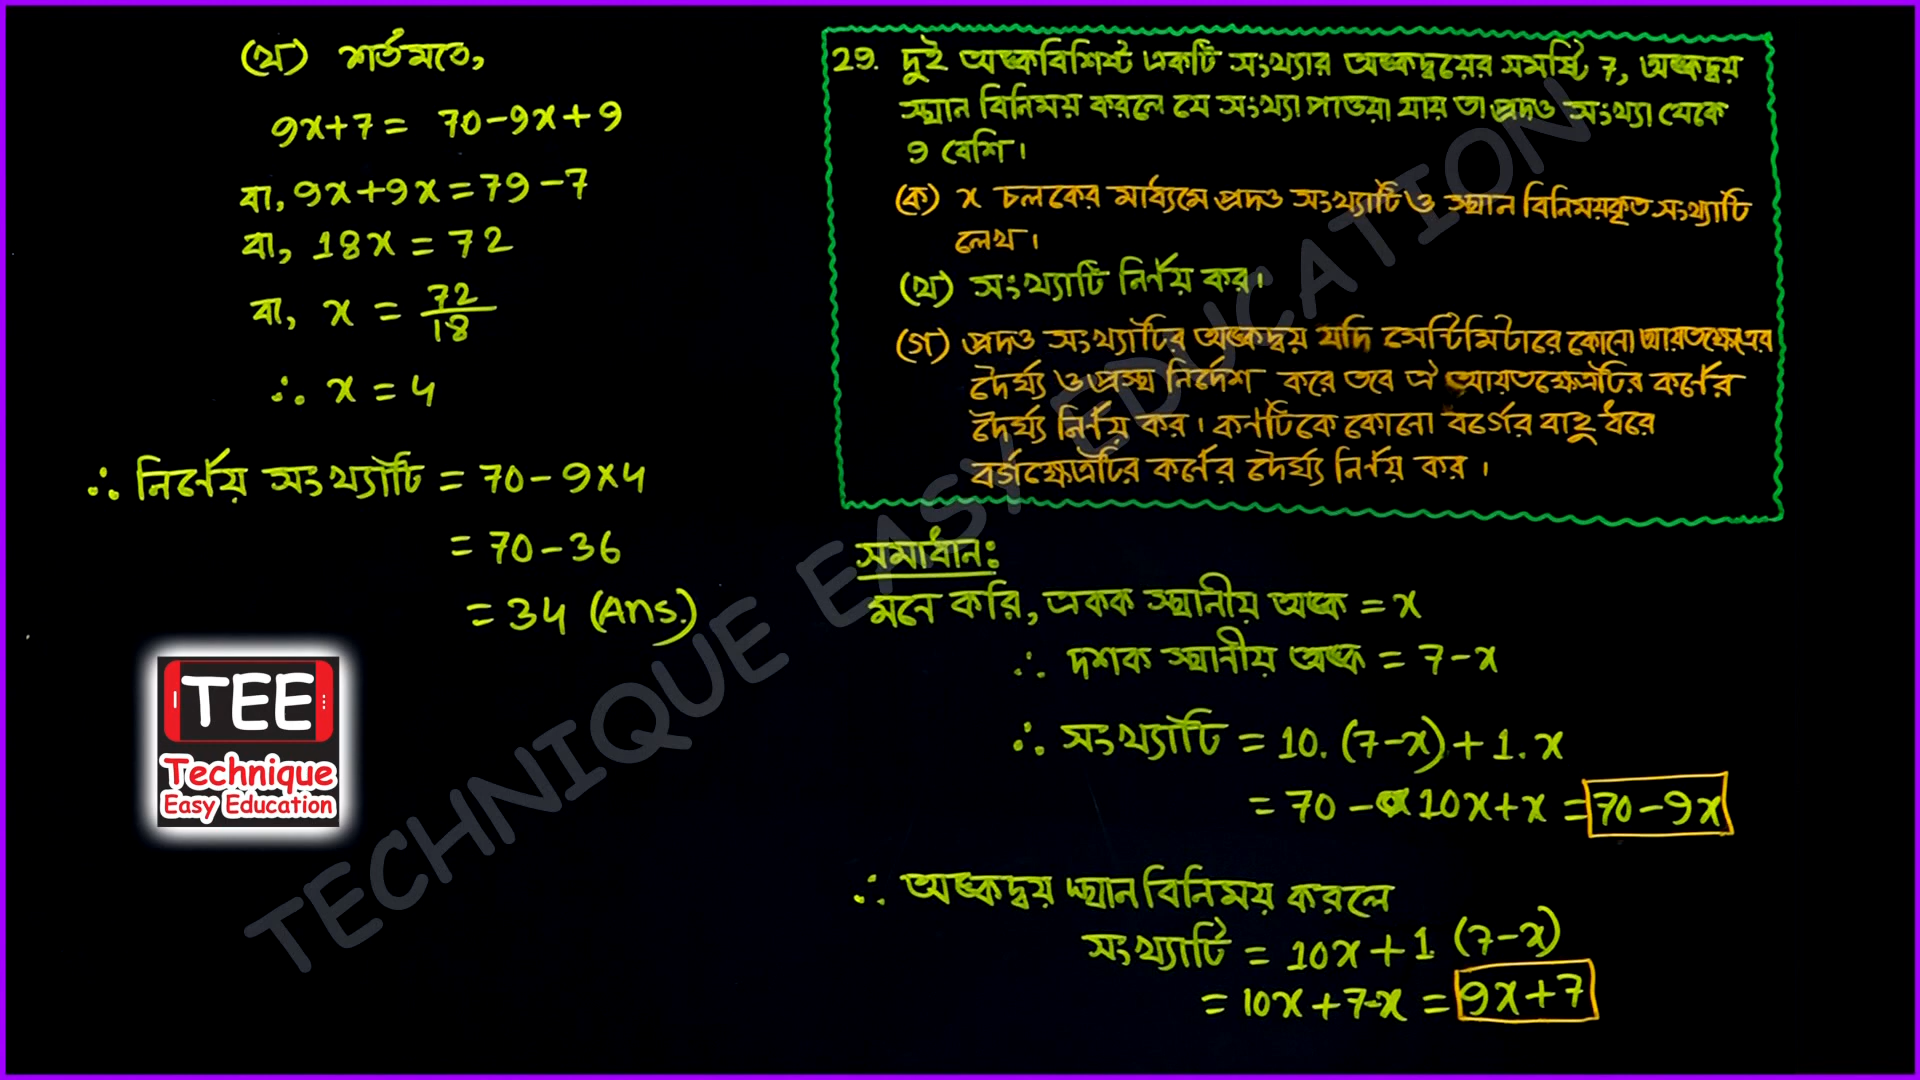 29. দুই অঙ্কবিশিষ্ট একটি সংখ্যার অঙ্কদ্বয়ের সমষ্টি 7, অঙ্কদ্বয়
স্থান বিনিময় করলে যে সংখ্যা পাওয়া যায় তা প্রদত্ত সংখ্যা থেকে
9 বেশি।
(ক) x চলকের মাধ্যমে প্রদত্ত সংখ্যাটি ও স্থান বিনিময়কৃত সংখ্যাটি
লেখ।
(খ) সংখ্যাটি নির্ণয় কর।
(গ) প্রদত্ত সংখ্যাটির অঙ্কদ্বয় যদি সেন্টিমিটারে কোনো আয়তক্ষেত্রের
দৈর্ঘ্য ও প্রস্থ নির্দেশ করে তবে ঐ আয়তক্ষেত্রটির কর্ণের
দৈর্ঘ্য নির্ণয় কর। কর্ণটিকে কোনো বর্গের বাহু ধরে
বর্গক্ষেত্রটির কর্ণের দৈর্ঘ্য নির্ণয় কর।
সমাধান:
মনে করি, একক স্থানীয় অঙ্ক = x
∴ দশক স্থানীয় অঙ্ক = 7-x
∴ সংখ্যাটি = 10. (7-x) + 1. x
= 70 - 10x + x = 70-9x
∴ অঙ্কদ্বয় স্থান বিনিময় করলে
সংখ্যাটি = 10x + 1. (7-x)
= 10x + 7-x = 9x+7
(খ) শর্তমতে,
9x+7 = 70-9x+9
বা, 9x+9x = 79-7
বা, 18x = 72
বা, x = 72/18
∴ x = 4
∴ নির্ণেয় সংখ্যাটি = 70-9x4
= 70-36
= 34 (Ans.)
TEE
Technique
Easy Education
TECHNIQUE EASY EDUCATION